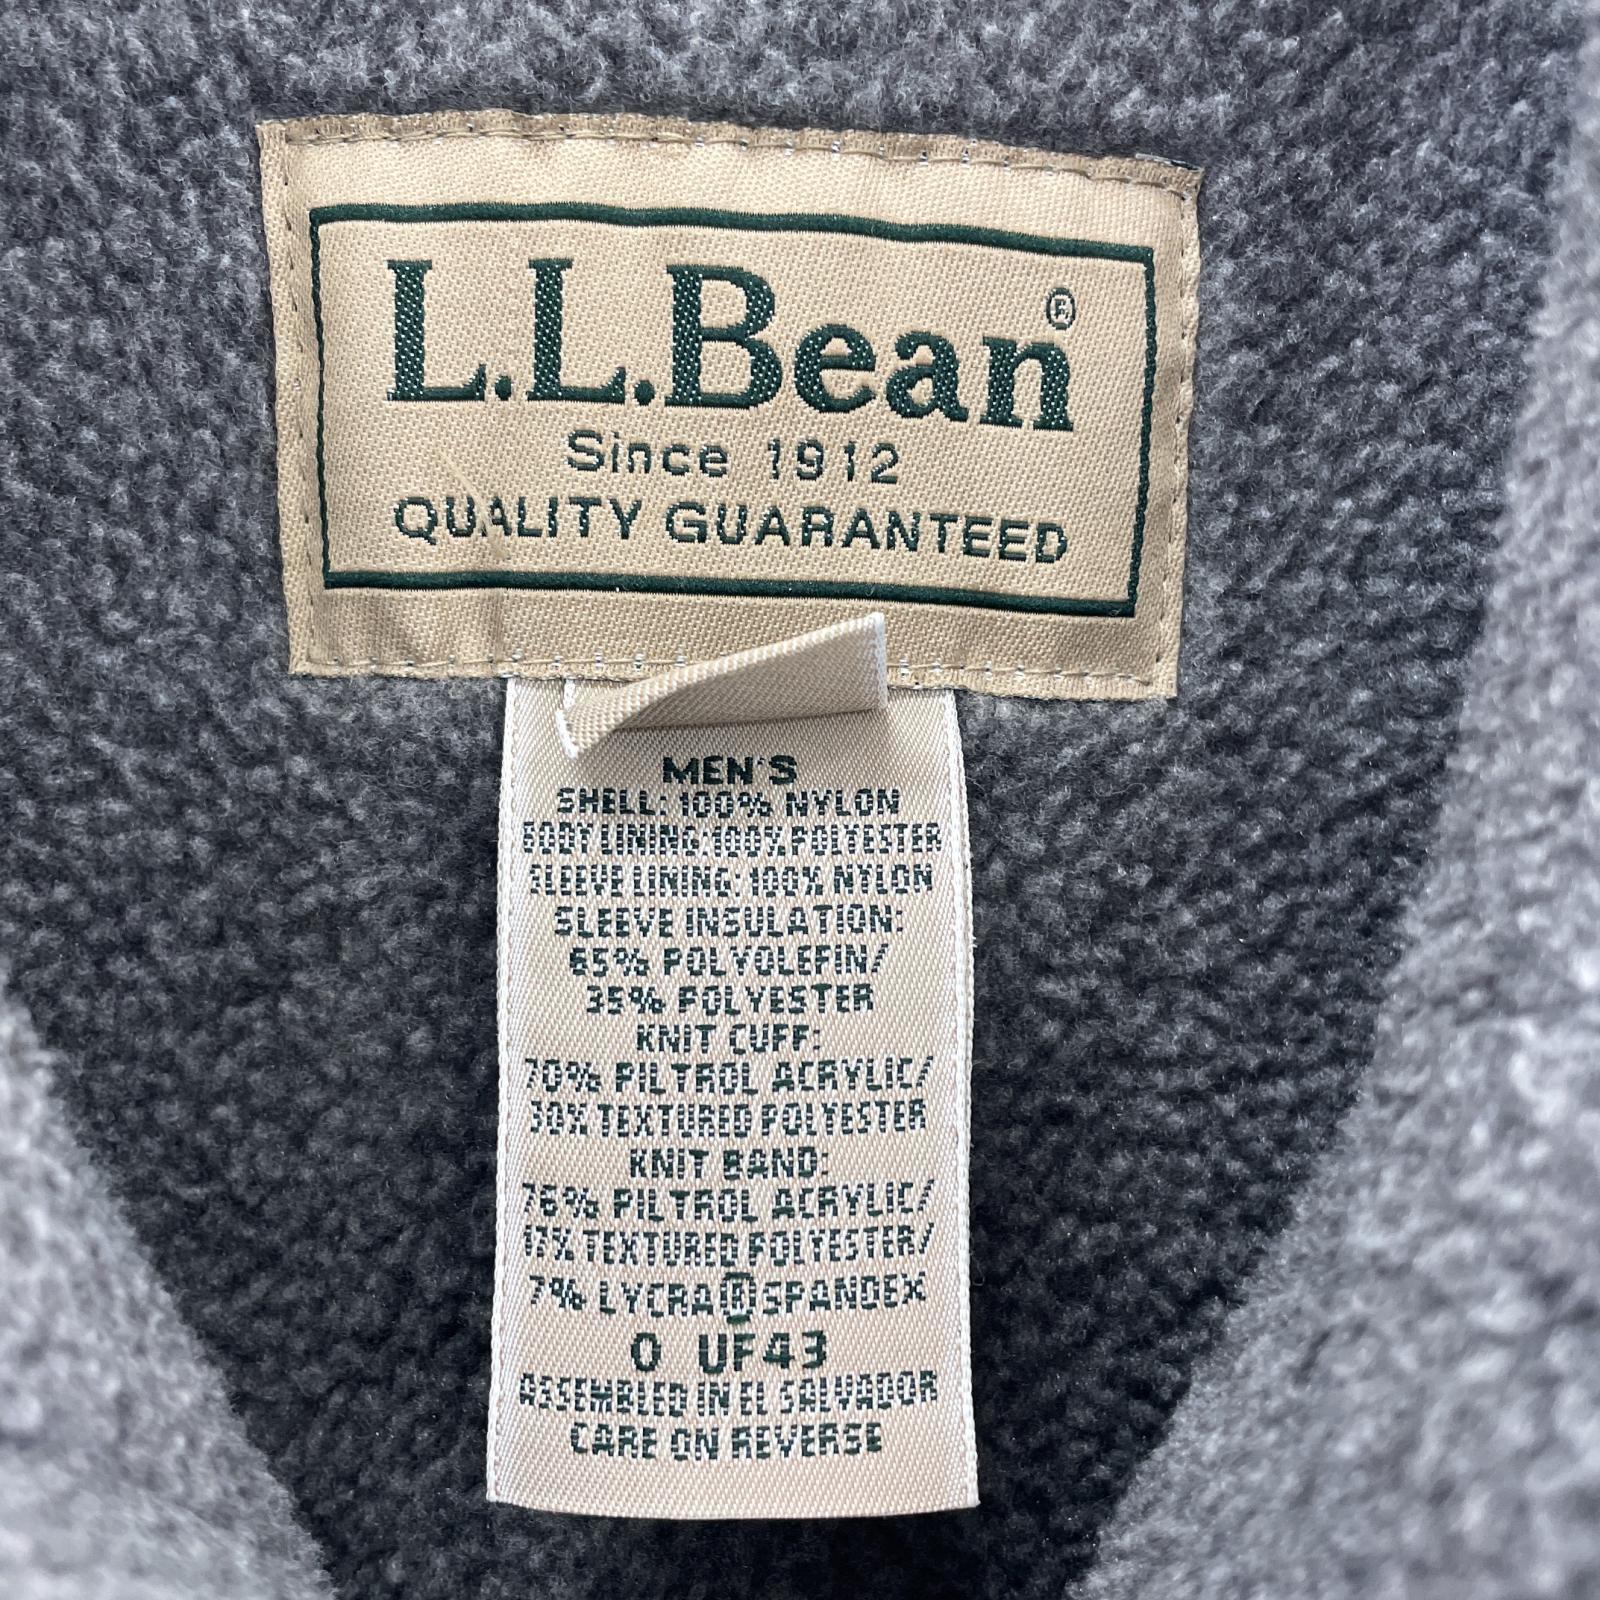 L.L.Bean®
Since 1912
QUALITY GUARANTEED
MEN'S
SHELL: 100% NYLON
BODY LINING: 100% POLYESTER
SLEEVE LINING: 100% NYLON
SLEEVE INSULATION:
65% POLYOLEFIN/
35% POLYESTER
KNIT CUFF:
70% PILTROL ACRYLIC/
30% TEXTURED POLYESTER
KNIT BAND:
76% PILTROL ACRYLIC/
17% TEXTURED POLYESTER/
7% LYCRA® SPANDEX
0 UF43
ASSEMBLED IN EL SALVADOR
CARE ON REVERSE